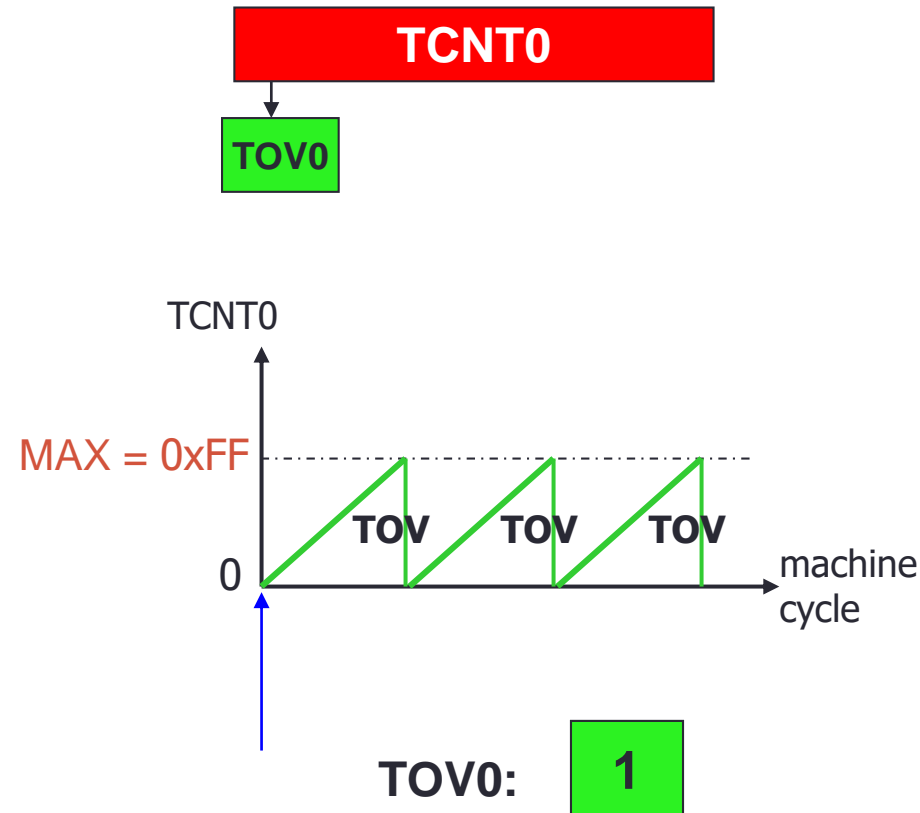 TCNT0
TOV0
TCNT0
MAX = 0xFF
TOV TOV TOV
0
machine
cycle
TOV0: 1